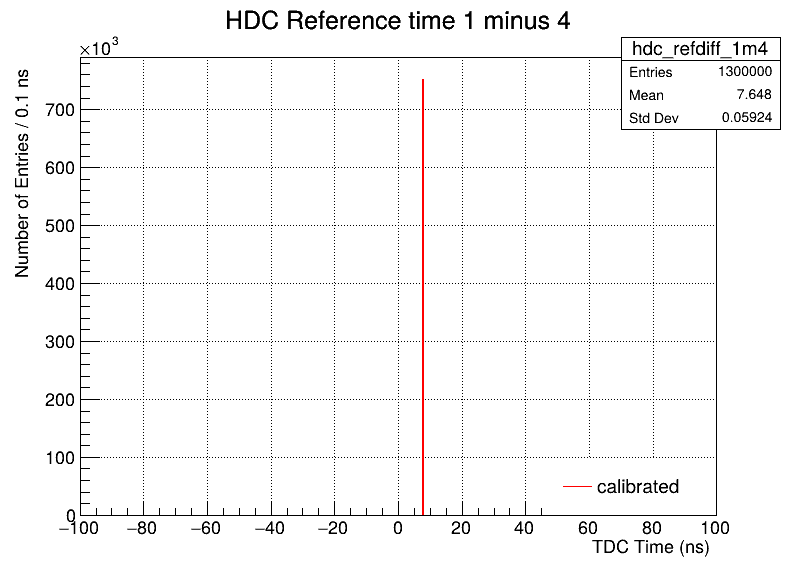 HDC Reference time 1 minus 4
×10³
hdc_refdiff_1m4
Entries 1300000
Mean 7.648
Std Dev 0.05924
Number of Entries / 0.1 ns
700
600
500
400
300
200
100
0
−100 −80 −60 −40 −20 0 20 40 60 80 100
calibrated
TDC Time (ns)